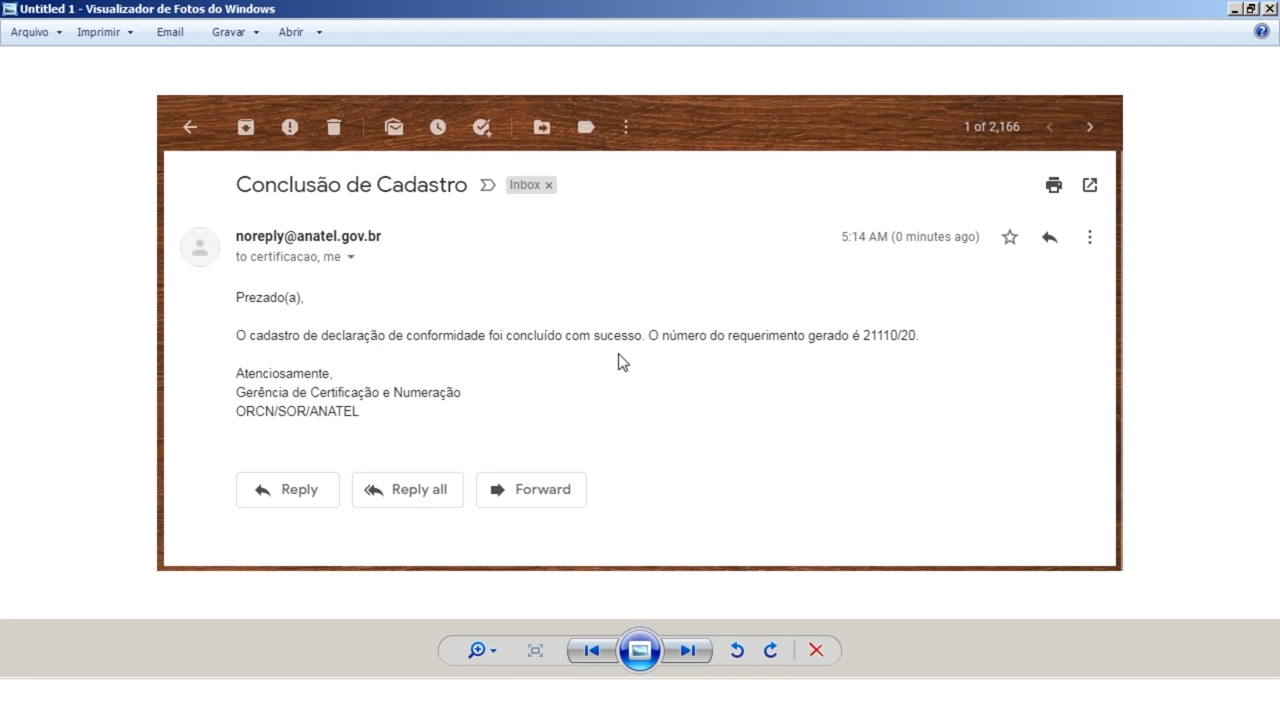 Untitled 1 - Visualizador de Fotos do Windows
Arquivo Imprimir Email Gravar Abrir
1 of 2,166
Conclusão de Cadastro Inbox x
noreply@anatel.gov.br 5:14 AM (0 minutes ago)
to certificacao, me
Prezado(a),
O cadastro de declaração de conformidade foi concluído com sucesso. O número do requerimento gerado é 21110/20.
Atenciosamente,
Gerência de Certificação e Numeração
ORCN/SOR/ANATEL
Reply Reply all Forward